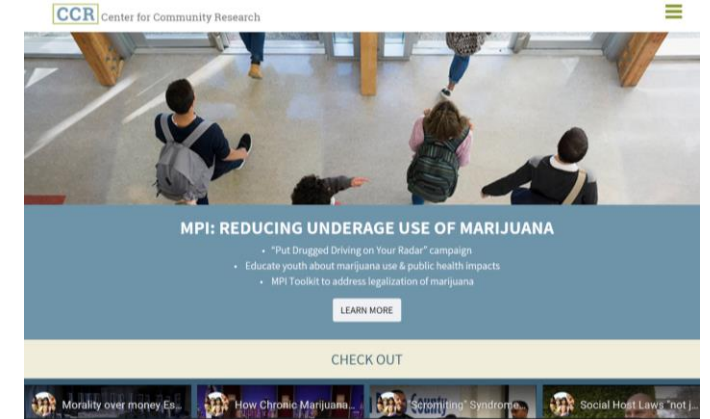 CCR Center for Community Research
MPI: REDUCING UNDERAGE USE OF MARIJUANA
• "Put Drugged Driving on Your Radar" campaign
• Educate youth about marijuana use & public health impacts
• MPI Toolkit to address legalization of marijuana
LEARN MORE
CHECK OUT
Morality over money Es... How Chronic Marijuana... "Scromiting" Syndrome... Social Host Laws "not j...
County